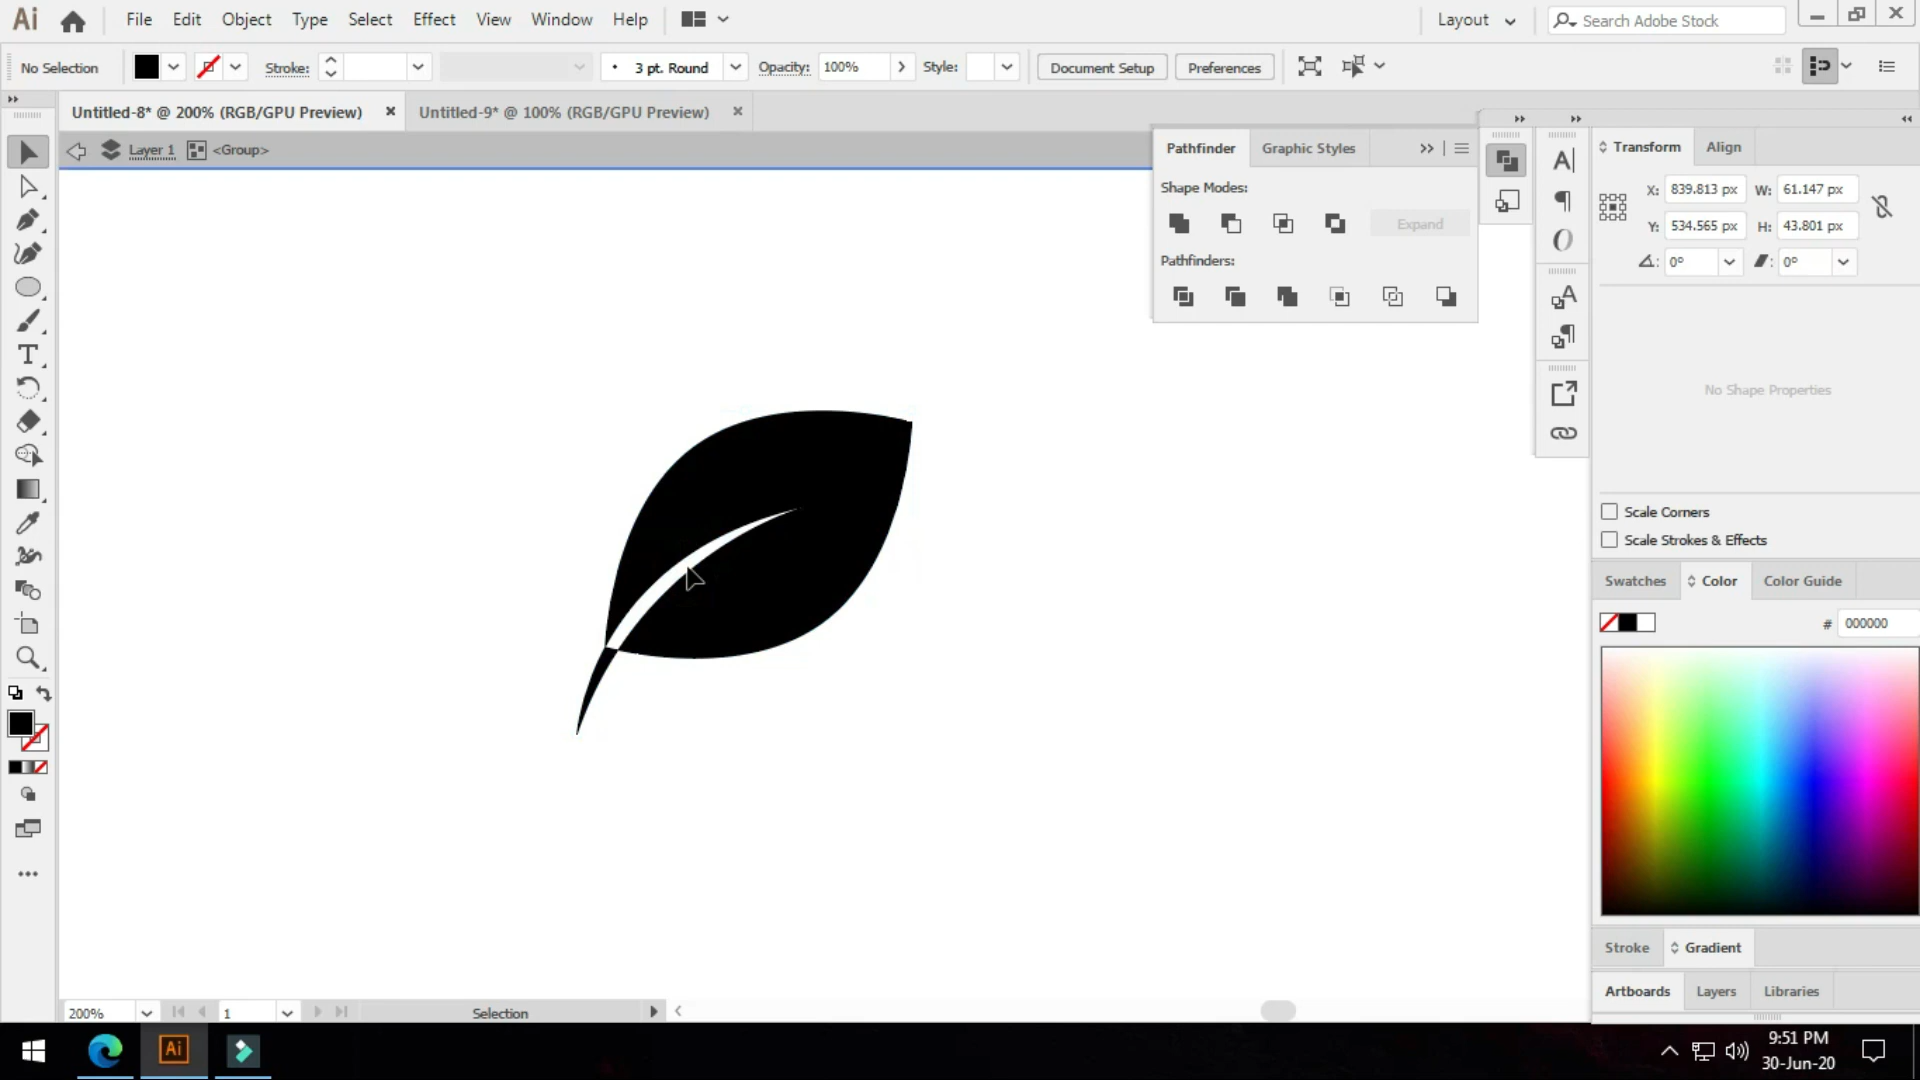 Ai File Edit Object Type Select Effect View Window Help Layout Search Adobe Stock
No Selection Stroke: 3 pt. Round Opacity: 100% Style: Document Setup Preferences
Untitled-8* @ 200% (RGB/GPU Preview) Untitled-9* @ 100% (RGB/GPU Preview)
Layer 1 <Group>
Pathfinder Graphic Styles
Shape Modes:
Expand
Pathfinders:
Transform Align
X: 839.813 px W: 61.147 px
Y: 534.565 px H: 43.801 px
0° 0°
No Shape Properties
Scale Corners
Scale Strokes & Effects
Swatches Color Color Guide
# 000000
Stroke Gradient
Artboards Layers Libraries
200% 1 Selection
Ai
9:51 PM
30-Jun-20